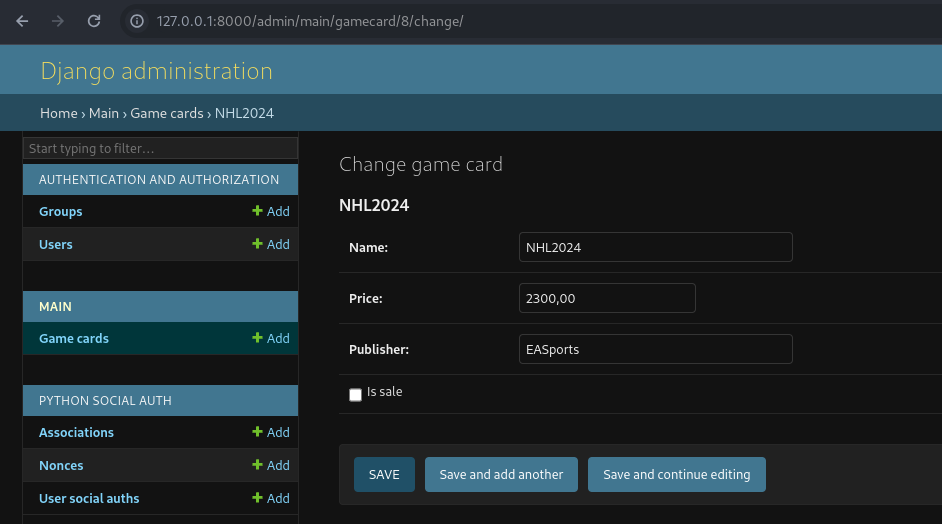 127.0.0.1:8000/admin/main/gamecard/8/change/
Django administration
Home › Main › Game cards › NHL2024
Start typing to filter...
AUTHENTICATION AND AUTHORIZATION
Groups + Add
Users + Add
MAIN
Game cards + Add
PYTHON SOCIAL AUTH
Associations + Add
Nonces + Add
User social auths + Add
Change game card
NHL2024
Name: NHL2024
Price: 2300,00
Publisher: EASports
Is sale
SAVE Save and add another Save and continue editing